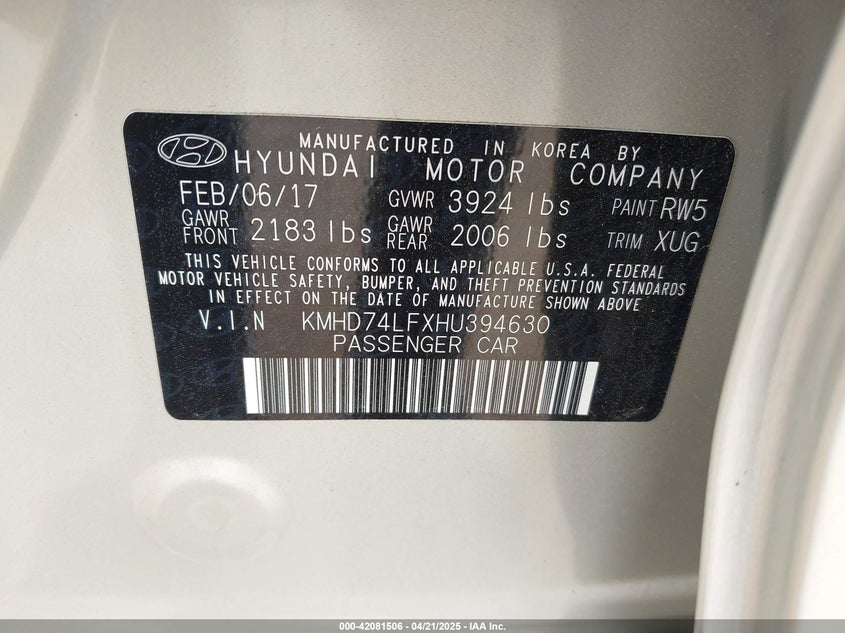 MANUFACTURED IN KOREA BY
HYUNDAI MOTOR COMPANY
FEB/06/17 GVWR 3924 lbs PAINT RW5
GAWR FRONT 2183 lbs GAWR REAR 2006 lbs TRIM XUG
THIS VEHICLE CONFORMS TO ALL APPLICABLE U.S.A. FEDERAL
MOTOR VEHICLE SAFETY, BUMPER, AND THEFT PREVENTION STANDARDS
IN EFFECT ON THE DATE OF MANUFACTURE SHOWN ABOVE
V.I.N KMHD74LFXHU394630
PASSENGER CAR
000-42081506 - 04/21/2025 - IAA Inc.